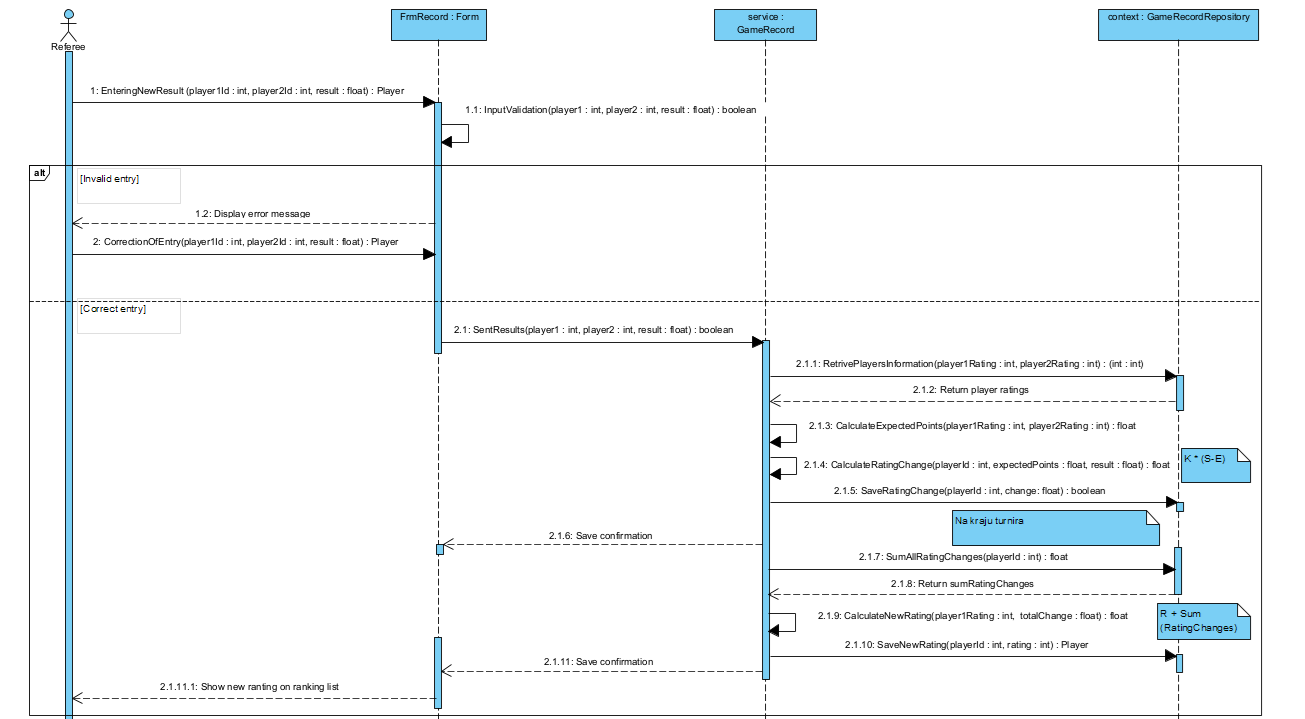 FrmRecord : Form
service :
GameRecord
context : GameRecordRepository
Referee
1: EnteringNewResult (player1Id : int, player2Id : int, result : float) : Player
1.1: InputValidation(player1 : int, player2 : int, result : float) : boolean
alt
[Invalid entry]
1.2: Display error message
2: CorrectionOfEntry(player1Id : int, player2Id : int, result : float) : Player
[Correct entry]
2.1: SentResults(player1 : int, player2 : int, result : float) : boolean
2.1.1: RetrivePlayersInformation(player1Rating : int, player2Rating : int) : (int : int)
2.1.2: Return player ratings
2.1.3: CalculateExpectedPoints(player1Rating : int, player2Rating : int) : float
2.1.4: CalculateRatingChange(playerId : int, expectedPoints : float, result : float) : float
K * (S-E)
2.1.5: SaveRatingChange(playerId : int, change: float) : boolean
Na kraju turnira
2.1.6: Save confirmation
2.1.7: SumAllRatingChanges(playerId : int) : float
2.1.8: Return sumRatingChanges
2.1.9: CalculateNewRating(player1Rating : int, totalChange : float) : float
R + Sum
(RatingChanges)
2.1.10: SaveNewRating(playerId : int, rating : int) : Player
2.1.11: Save confirmation
2.1.11.1: Show new ranting on ranking list